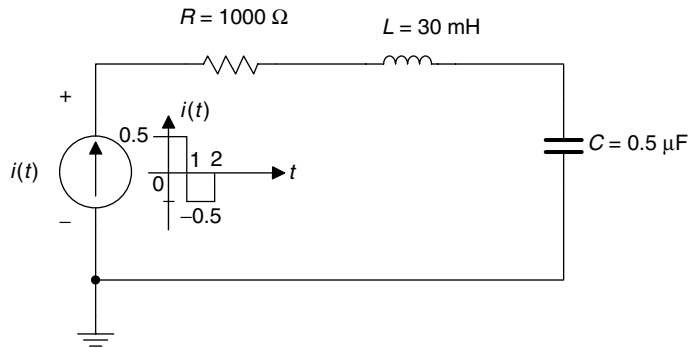 R = 1000 Ω
L = 30 mH
+
i(t)
0.5
1 2
i(t)
t
C = 0.5 μF
0
−0.5
−